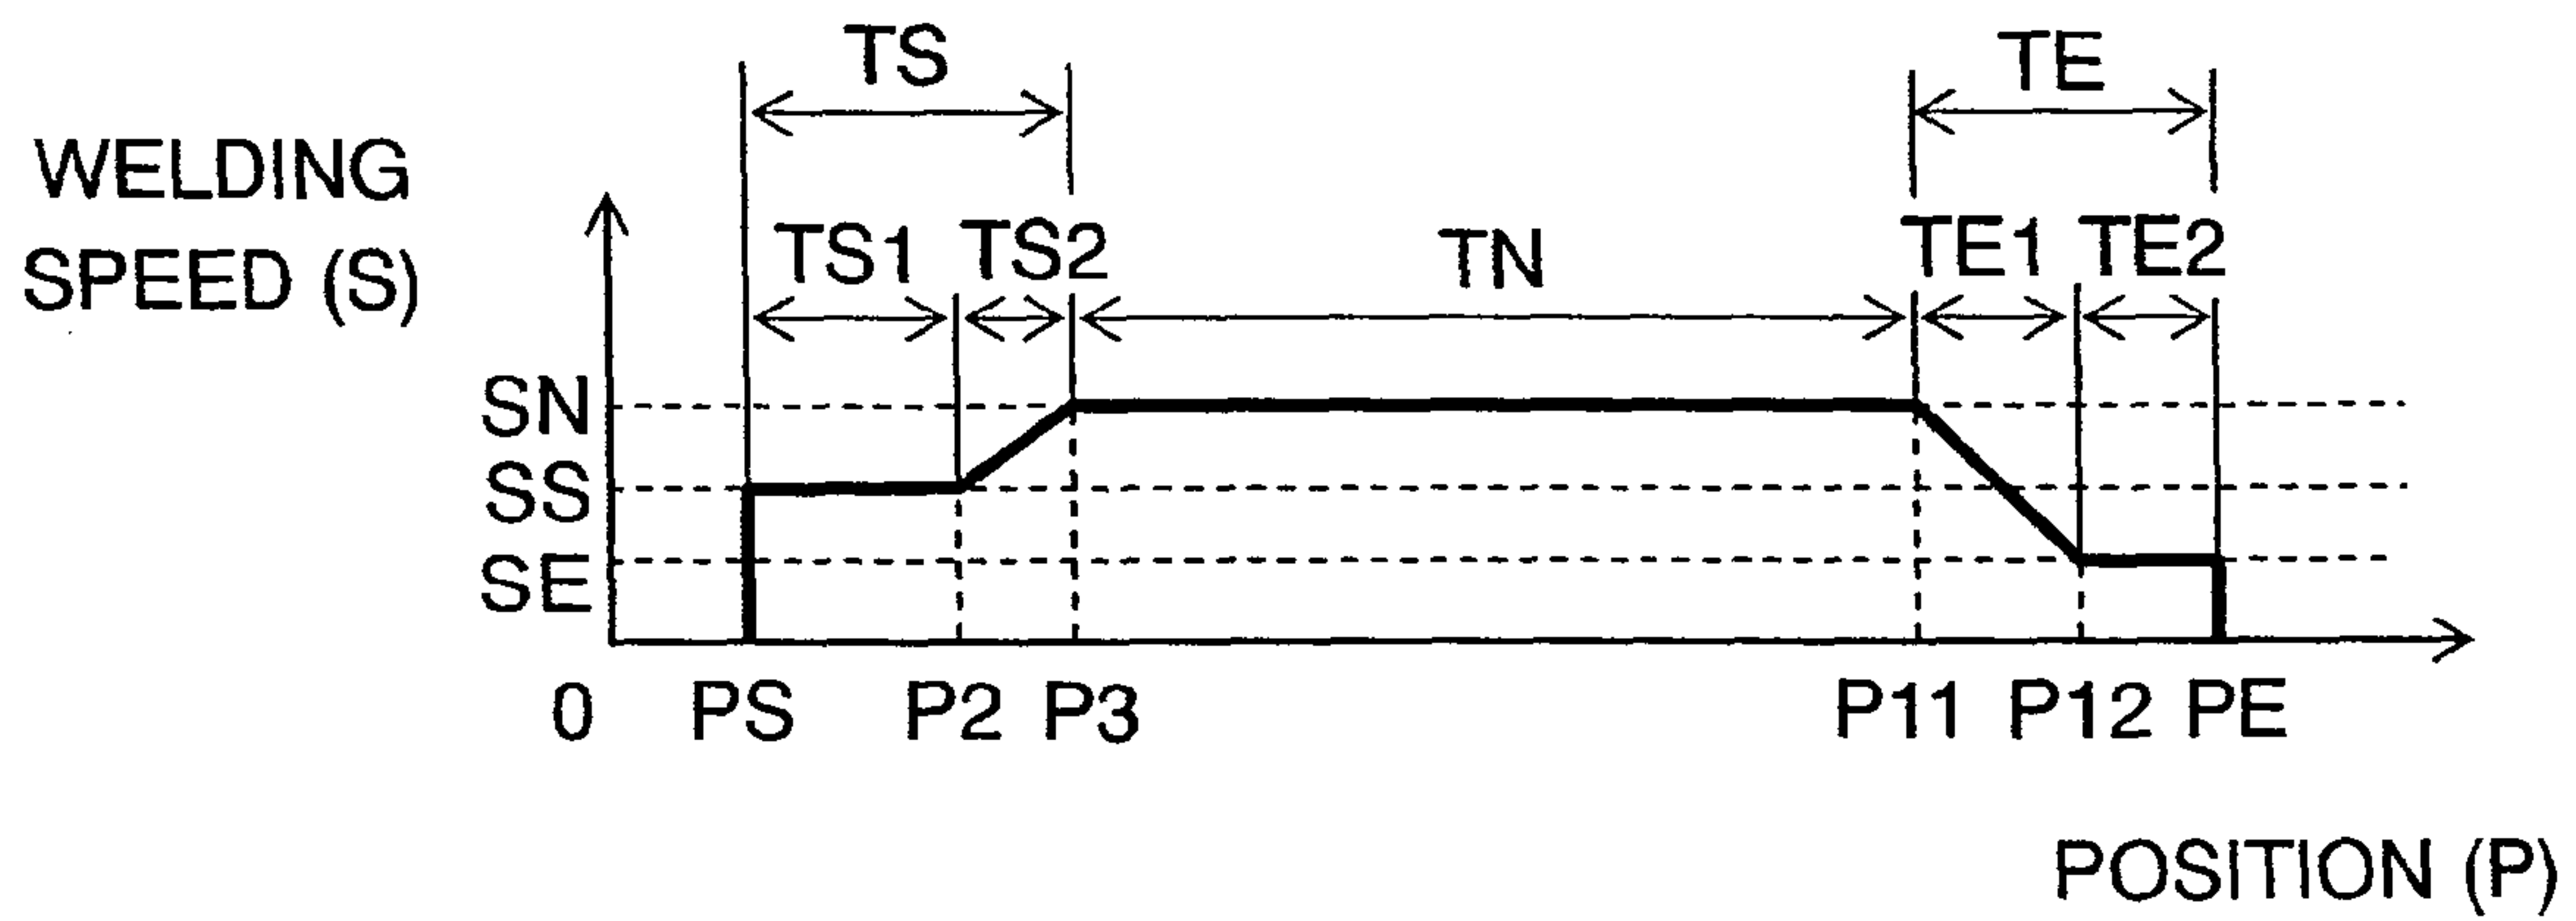 TS TE
WELDING
SPEED (S)
TS1 TS2 TN TE1 TE2
SN
SS
SE
0 PS P2 P3 P11 P12 PE
POSITION (P)